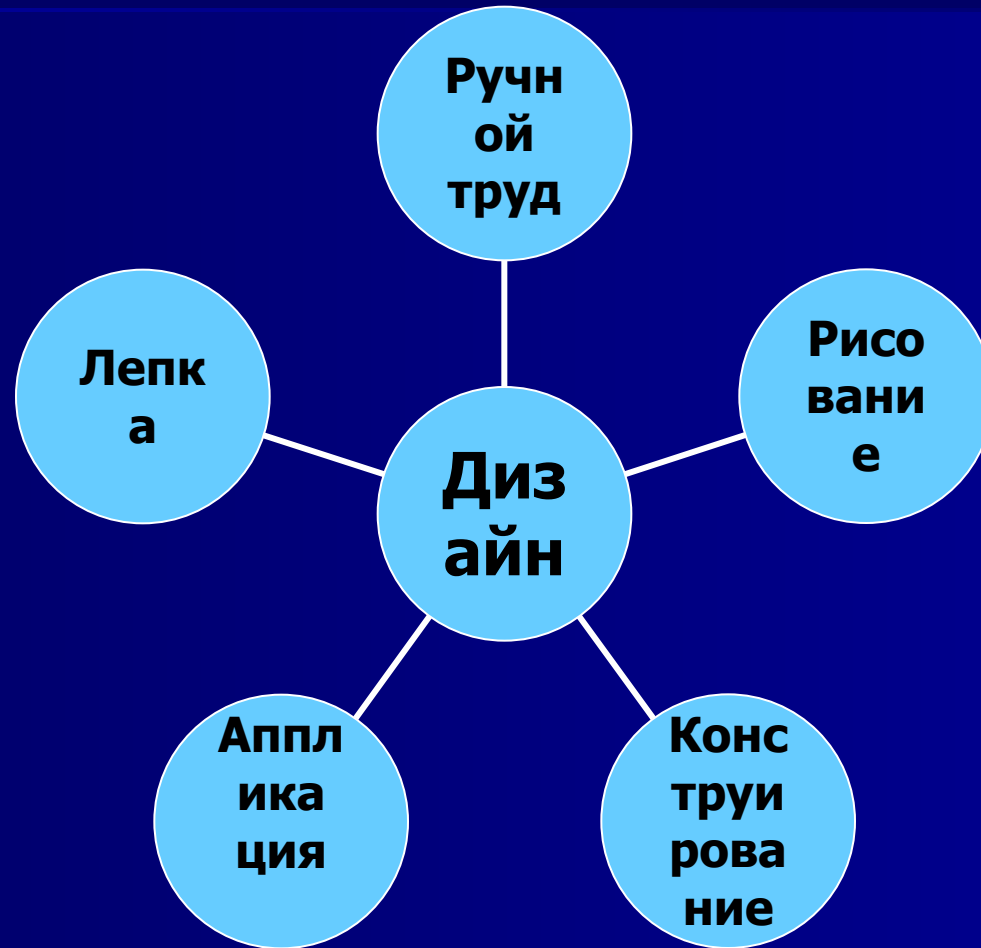 Ручн
ой
труд
Рисо
вани
е
Лепк
а
Диз
айн
Аппл
ика
ция
Конс
труи
рова
ние